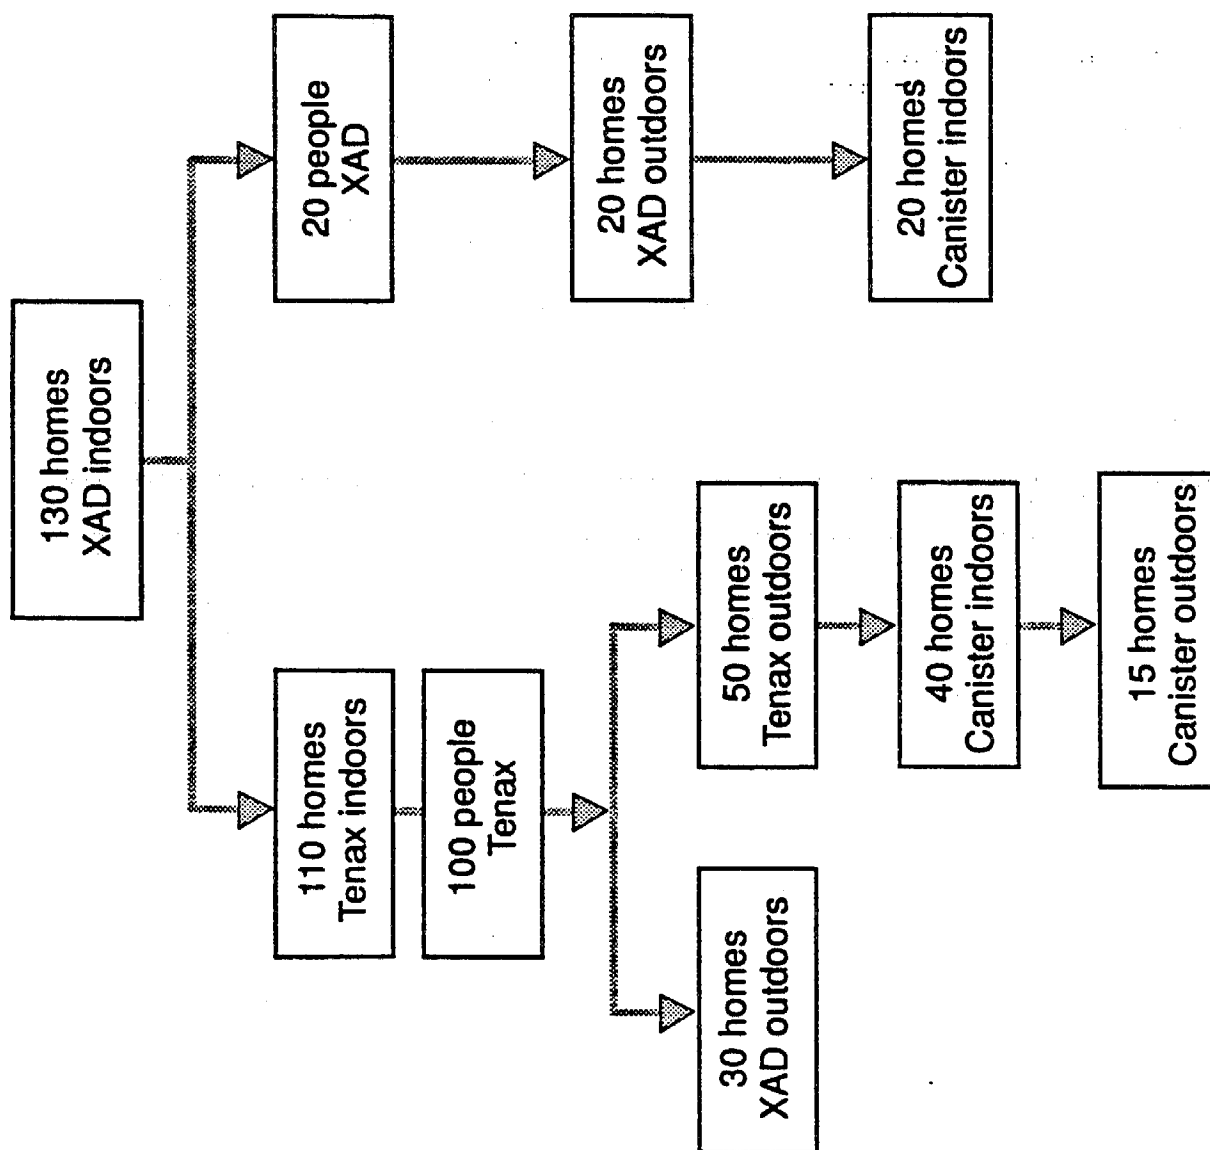 130 homes
XAD indoors
110 homes
Tenax indoors
100 people
Tenax
30 homes
XAD outdoors
50 homes
Tenax outdoors
40 homes
Canister indoors
15 homes
Canister outdoors
20 people
XAD
20 homes
XAD outdoors
20 homes
Canister indoors